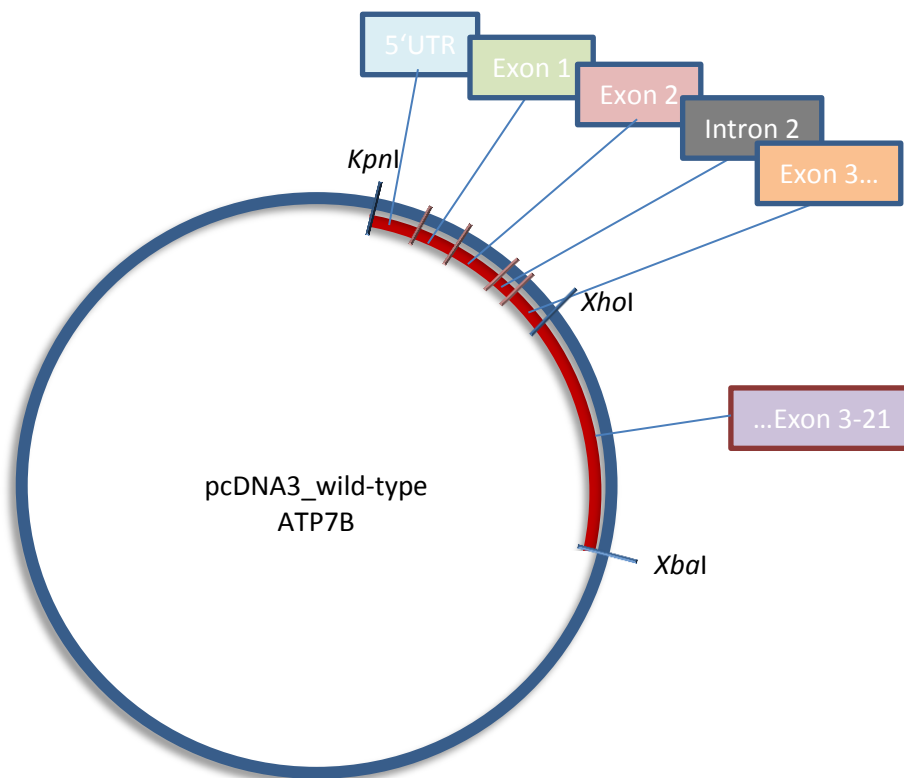 5‘UTR
Exon 1
Exon 2
Intron 2
Exon 3...
KpnI
XhoI
...Exon 3-21
pcDNA3_wild-type
ATP7B
XbaI